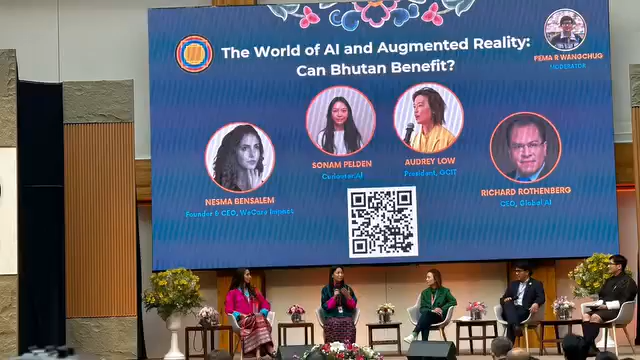 The World of AI and Augmented Reality:
Can Bhutan Benefit?
PEMA R WANGCHUG
MODERATOR
SONAM PELDEN
AUDREY LOW
President, GCIT
NESMA BENSALEM
Founder & CEO, WeCare Impact
RICHARD ROTHENBERG
CEO, Global AI